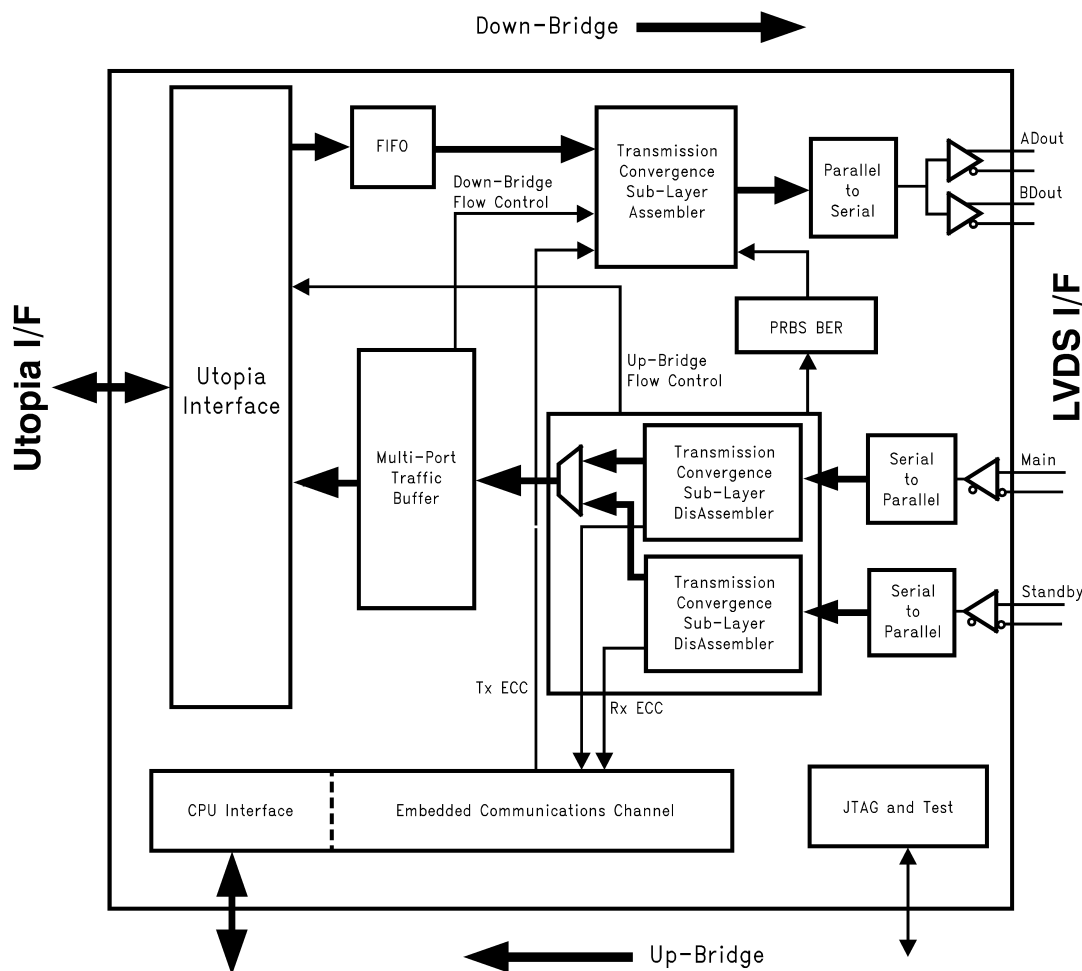 Down-Bridge
FIFO
Transmission
Convergence
Sub-Layer
Assembler
Parallel
to
Serial
ADout
BDout
Down-Bridge
Flow Control
PRBS BER
Utopia I/F
LVDS I/F
Utopia
Interface
Up-Bridge
Flow Control
Multi-Port
Traffic
Buffer
Transmission
Convergence
Sub-Layer
DisAssembler
Serial
to
Parallel
Main
Transmission
Convergence
Sub-Layer
DisAssembler
Serial
to
Parallel
Standby
Tx ECC
Rx ECC
CPU Interface
Embedded Communications Channel
JTAG and Test
Up-Bridge